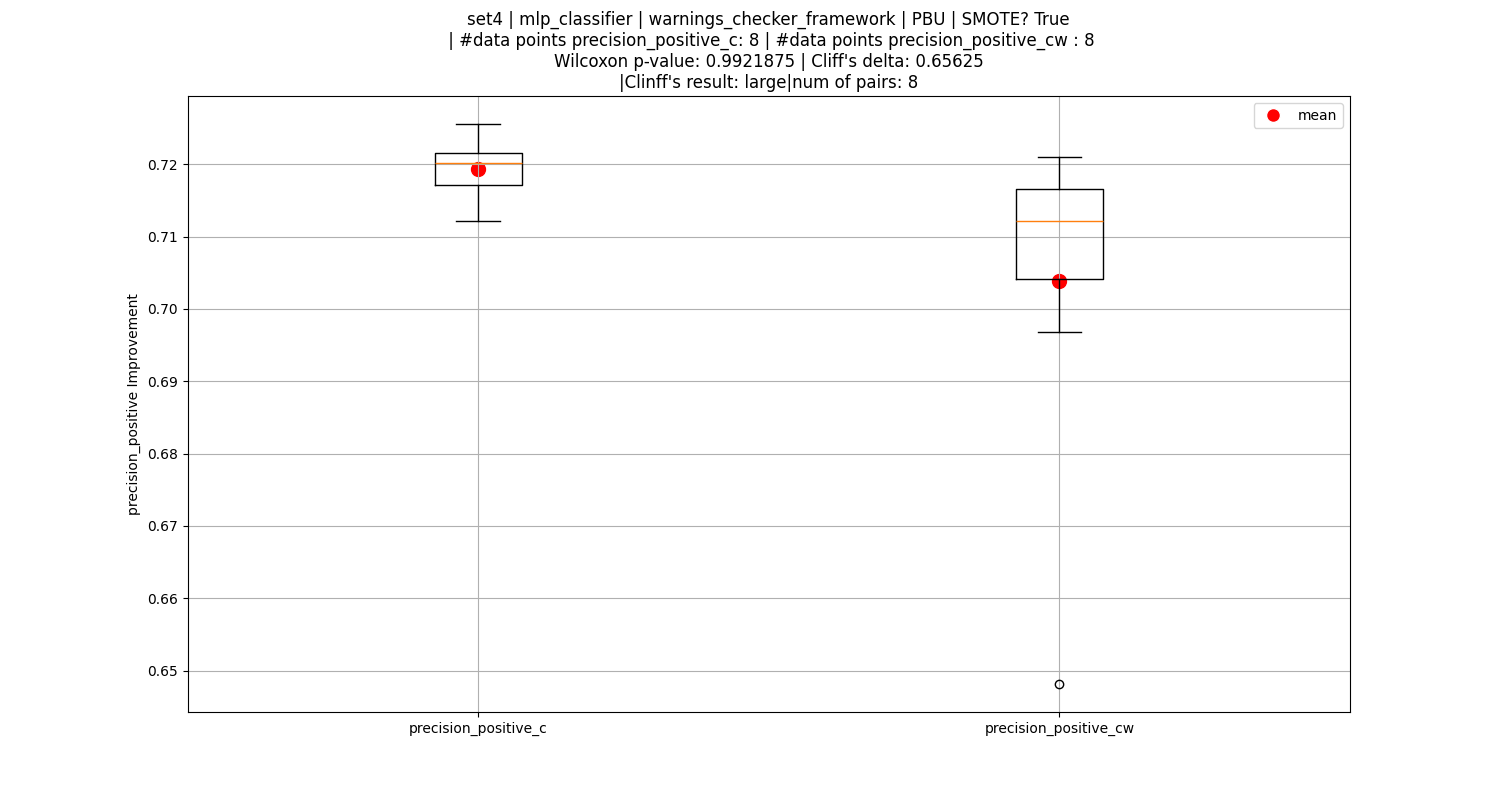 set4 | mlp_classifier | warnings_checker_framework | PBU | SMOTE? True
| #data points precision_positive_c: 8 | #data points precision_positive_cw : 8
Wilcoxon p-value: 0.9921875 | Cliff's delta: 0.65625
|Clinff's result: large|num of pairs: 8
mean
0.72
0.71
0.70
0.69
0.68
0.67
0.66
0.65
precision_positive Improvement
precision_positive_c
precision_positive_cw